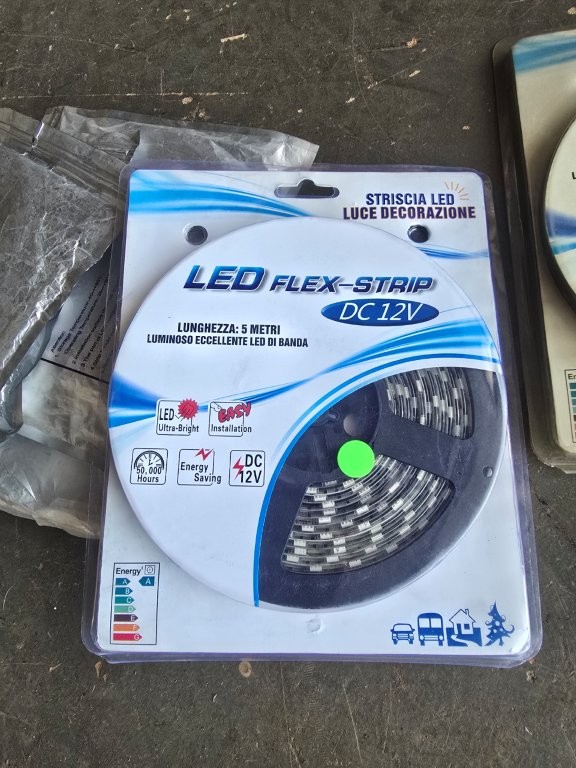 STRISCIA LED
LUCE DECORAZIONE
LED FLEX-STRIP
DC 12V
LUNGHEZZA: 5 METRI
LUMINOSO ECCELLENTE LED DI BANDA
LED
Ultra-Bright
EASY
Installation
50,000
Hours
Energy
Saving
DC
12V
Energy
A
A
B
C
D
E
F
G